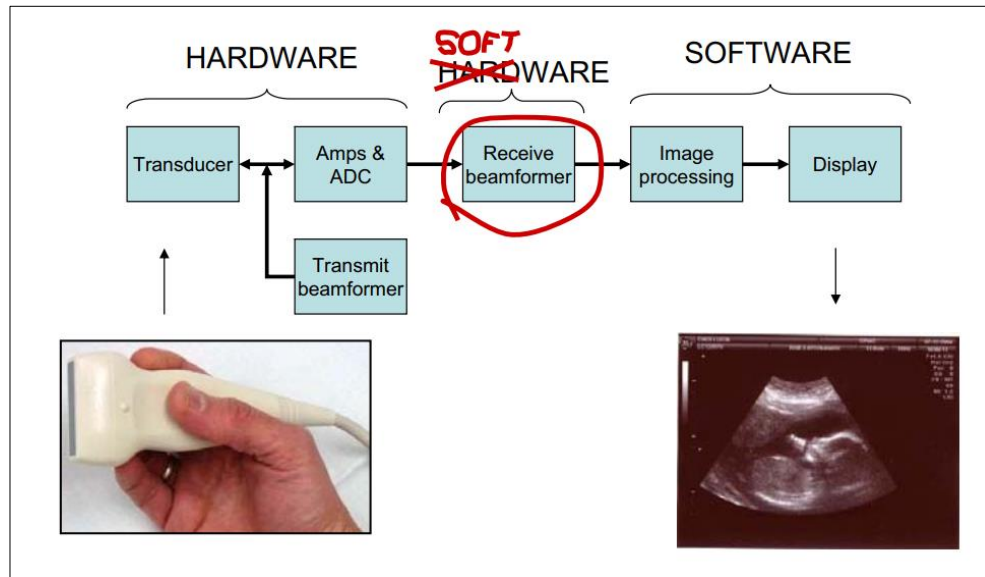 SOFT
HARDWARE HARDWARE SOFTWARE
Transducer
Amps &
ADC
Receive
beamformer
Image
processing
Display
Transmit
beamformer